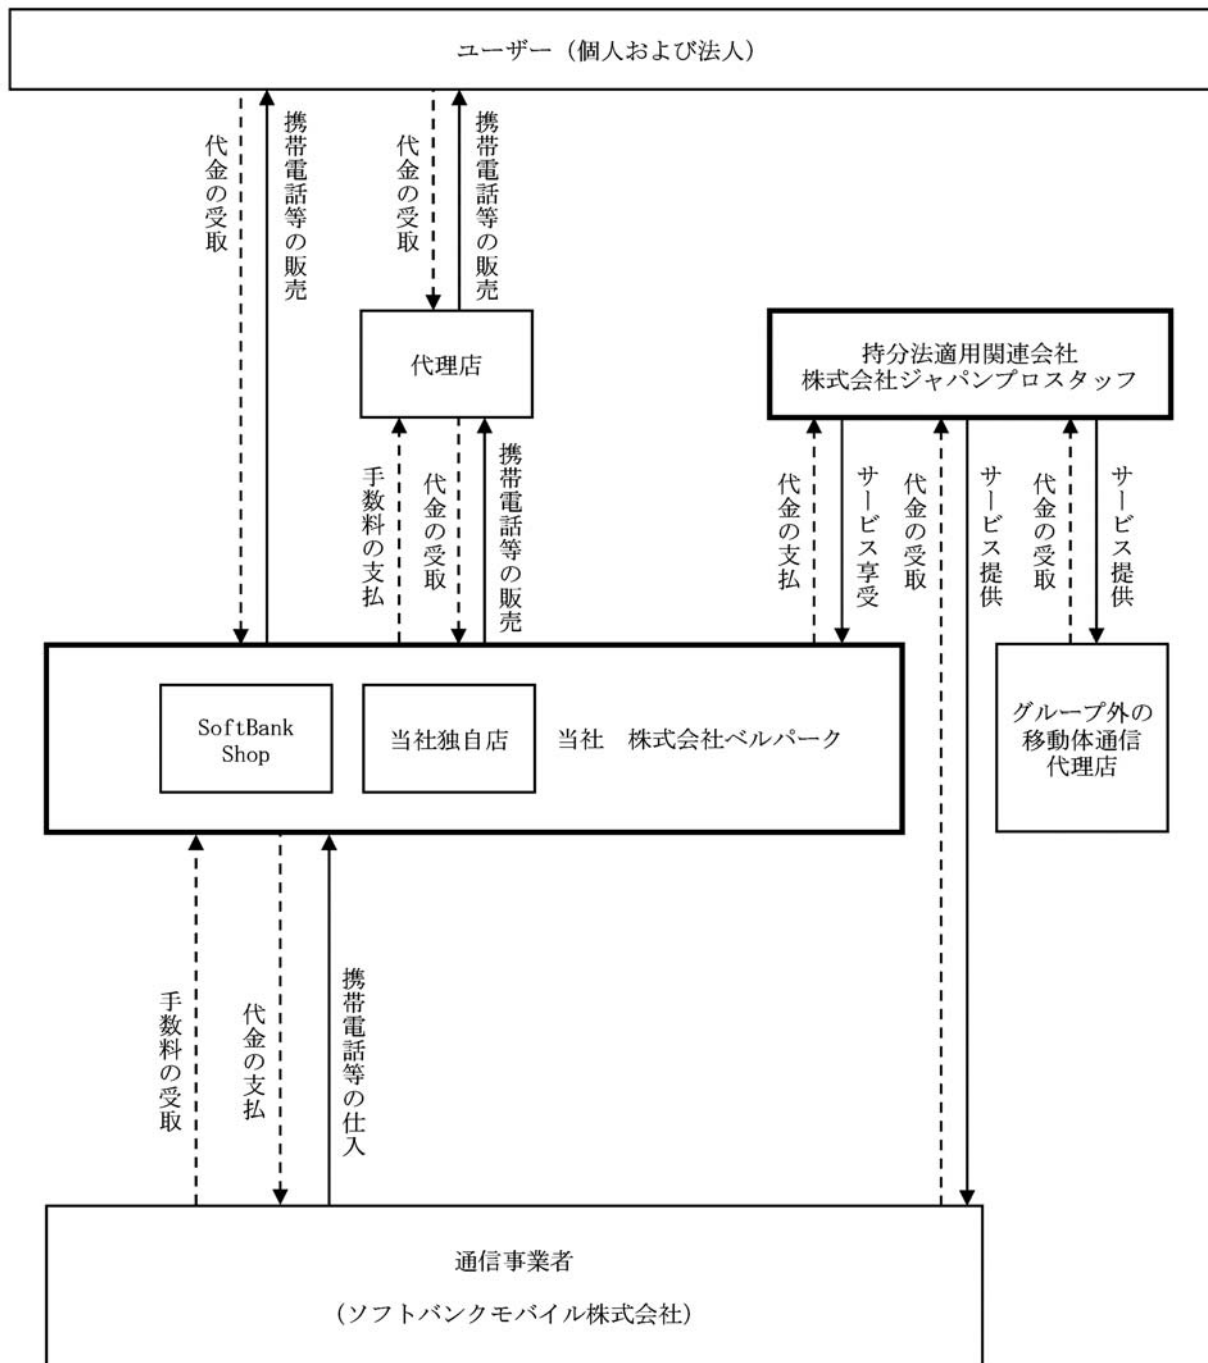 ユーザー（個人および法人）
代金の受取
携帯電話等の販売
代金の受取
携帯電話等の販売
代理店
持分法適用関連会社
株式会社ジャパンプロスタッフ
手数料の支払
代金の受取
携帯電話等の販売
代金の支払
サービス享受
代金の受取
サービス提供
代金の受取
サービス提供
SoftBank
Shop
当社独自店
当社　株式会社ベルパーク
グループ外の
移動体通信
代理店
手数料の受取
代金の支払
携帯電話等の仕入
通信事業者
（ソフトバンクモバイル株式会社）